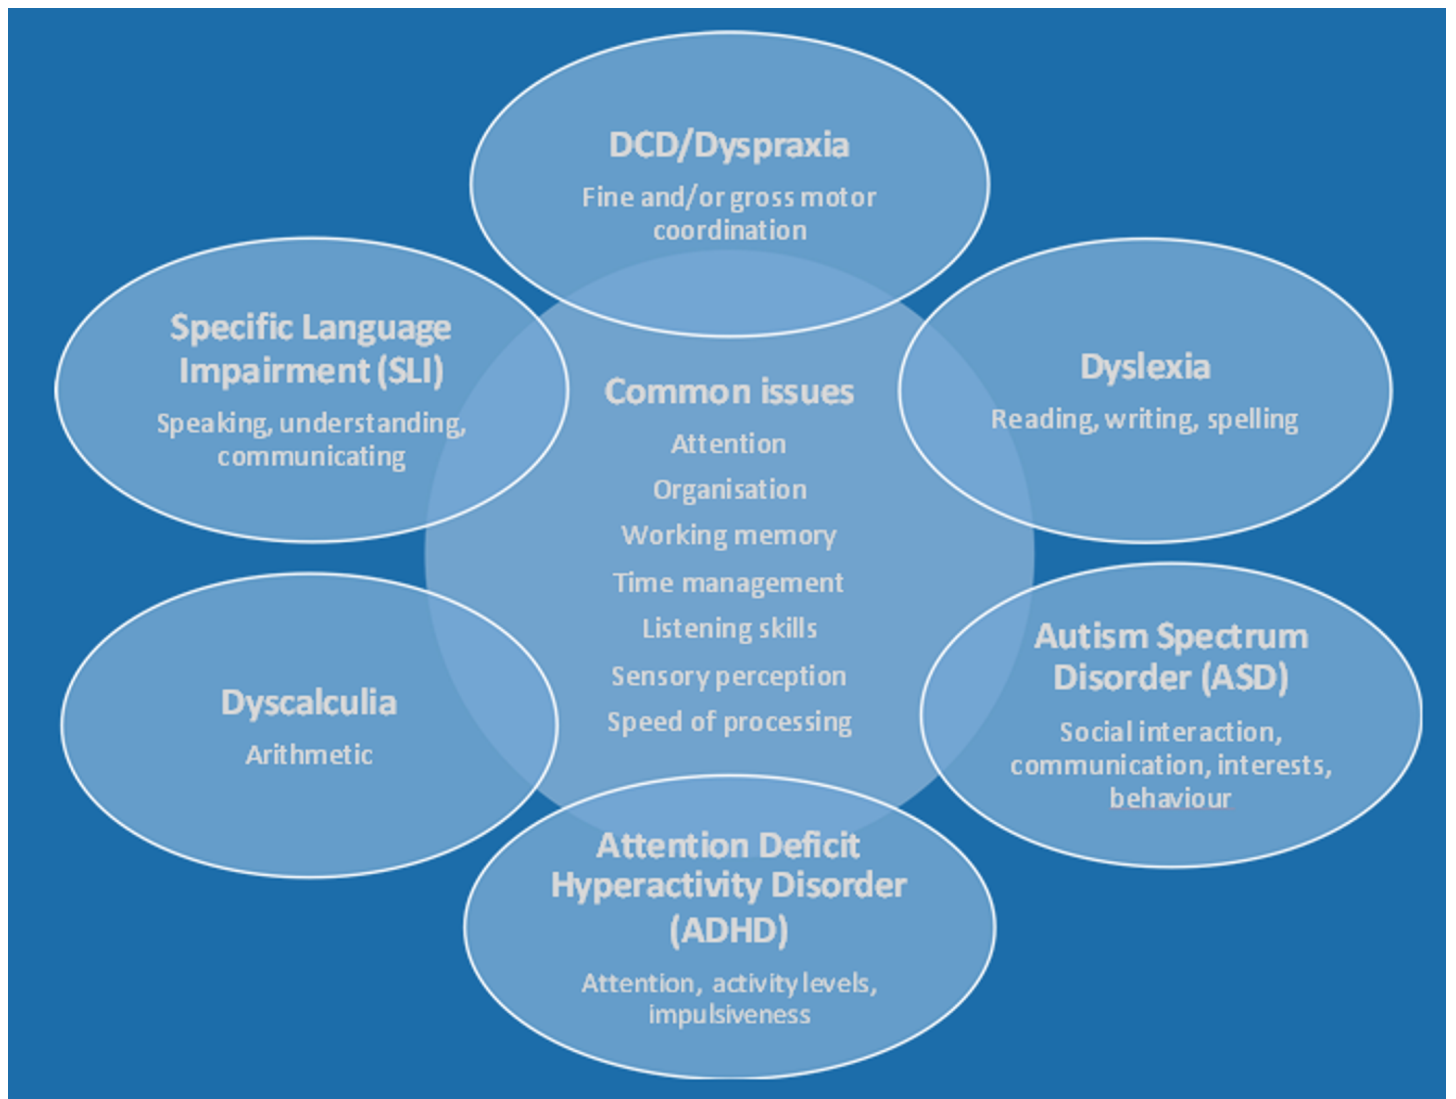 DCD/Dyspraxia
Fine and/or gross motor
coordination
Specific Language
Impairment (SLI)
Speaking, understanding,
communicating
Common issues
Attention
Organisation
Working memory
Time management
Listening skills
Sensory perception
Speed of processing
Dyslexia
Reading, writing, spelling
Autism Spectrum
Disorder (ASD)
Social interaction,
communication, interests,
behaviour
Dyscalculia
Arithmetic
Attention Deficit
Hyperactivity Disorder
(ADHD)
Attention, activity levels,
impulsiveness